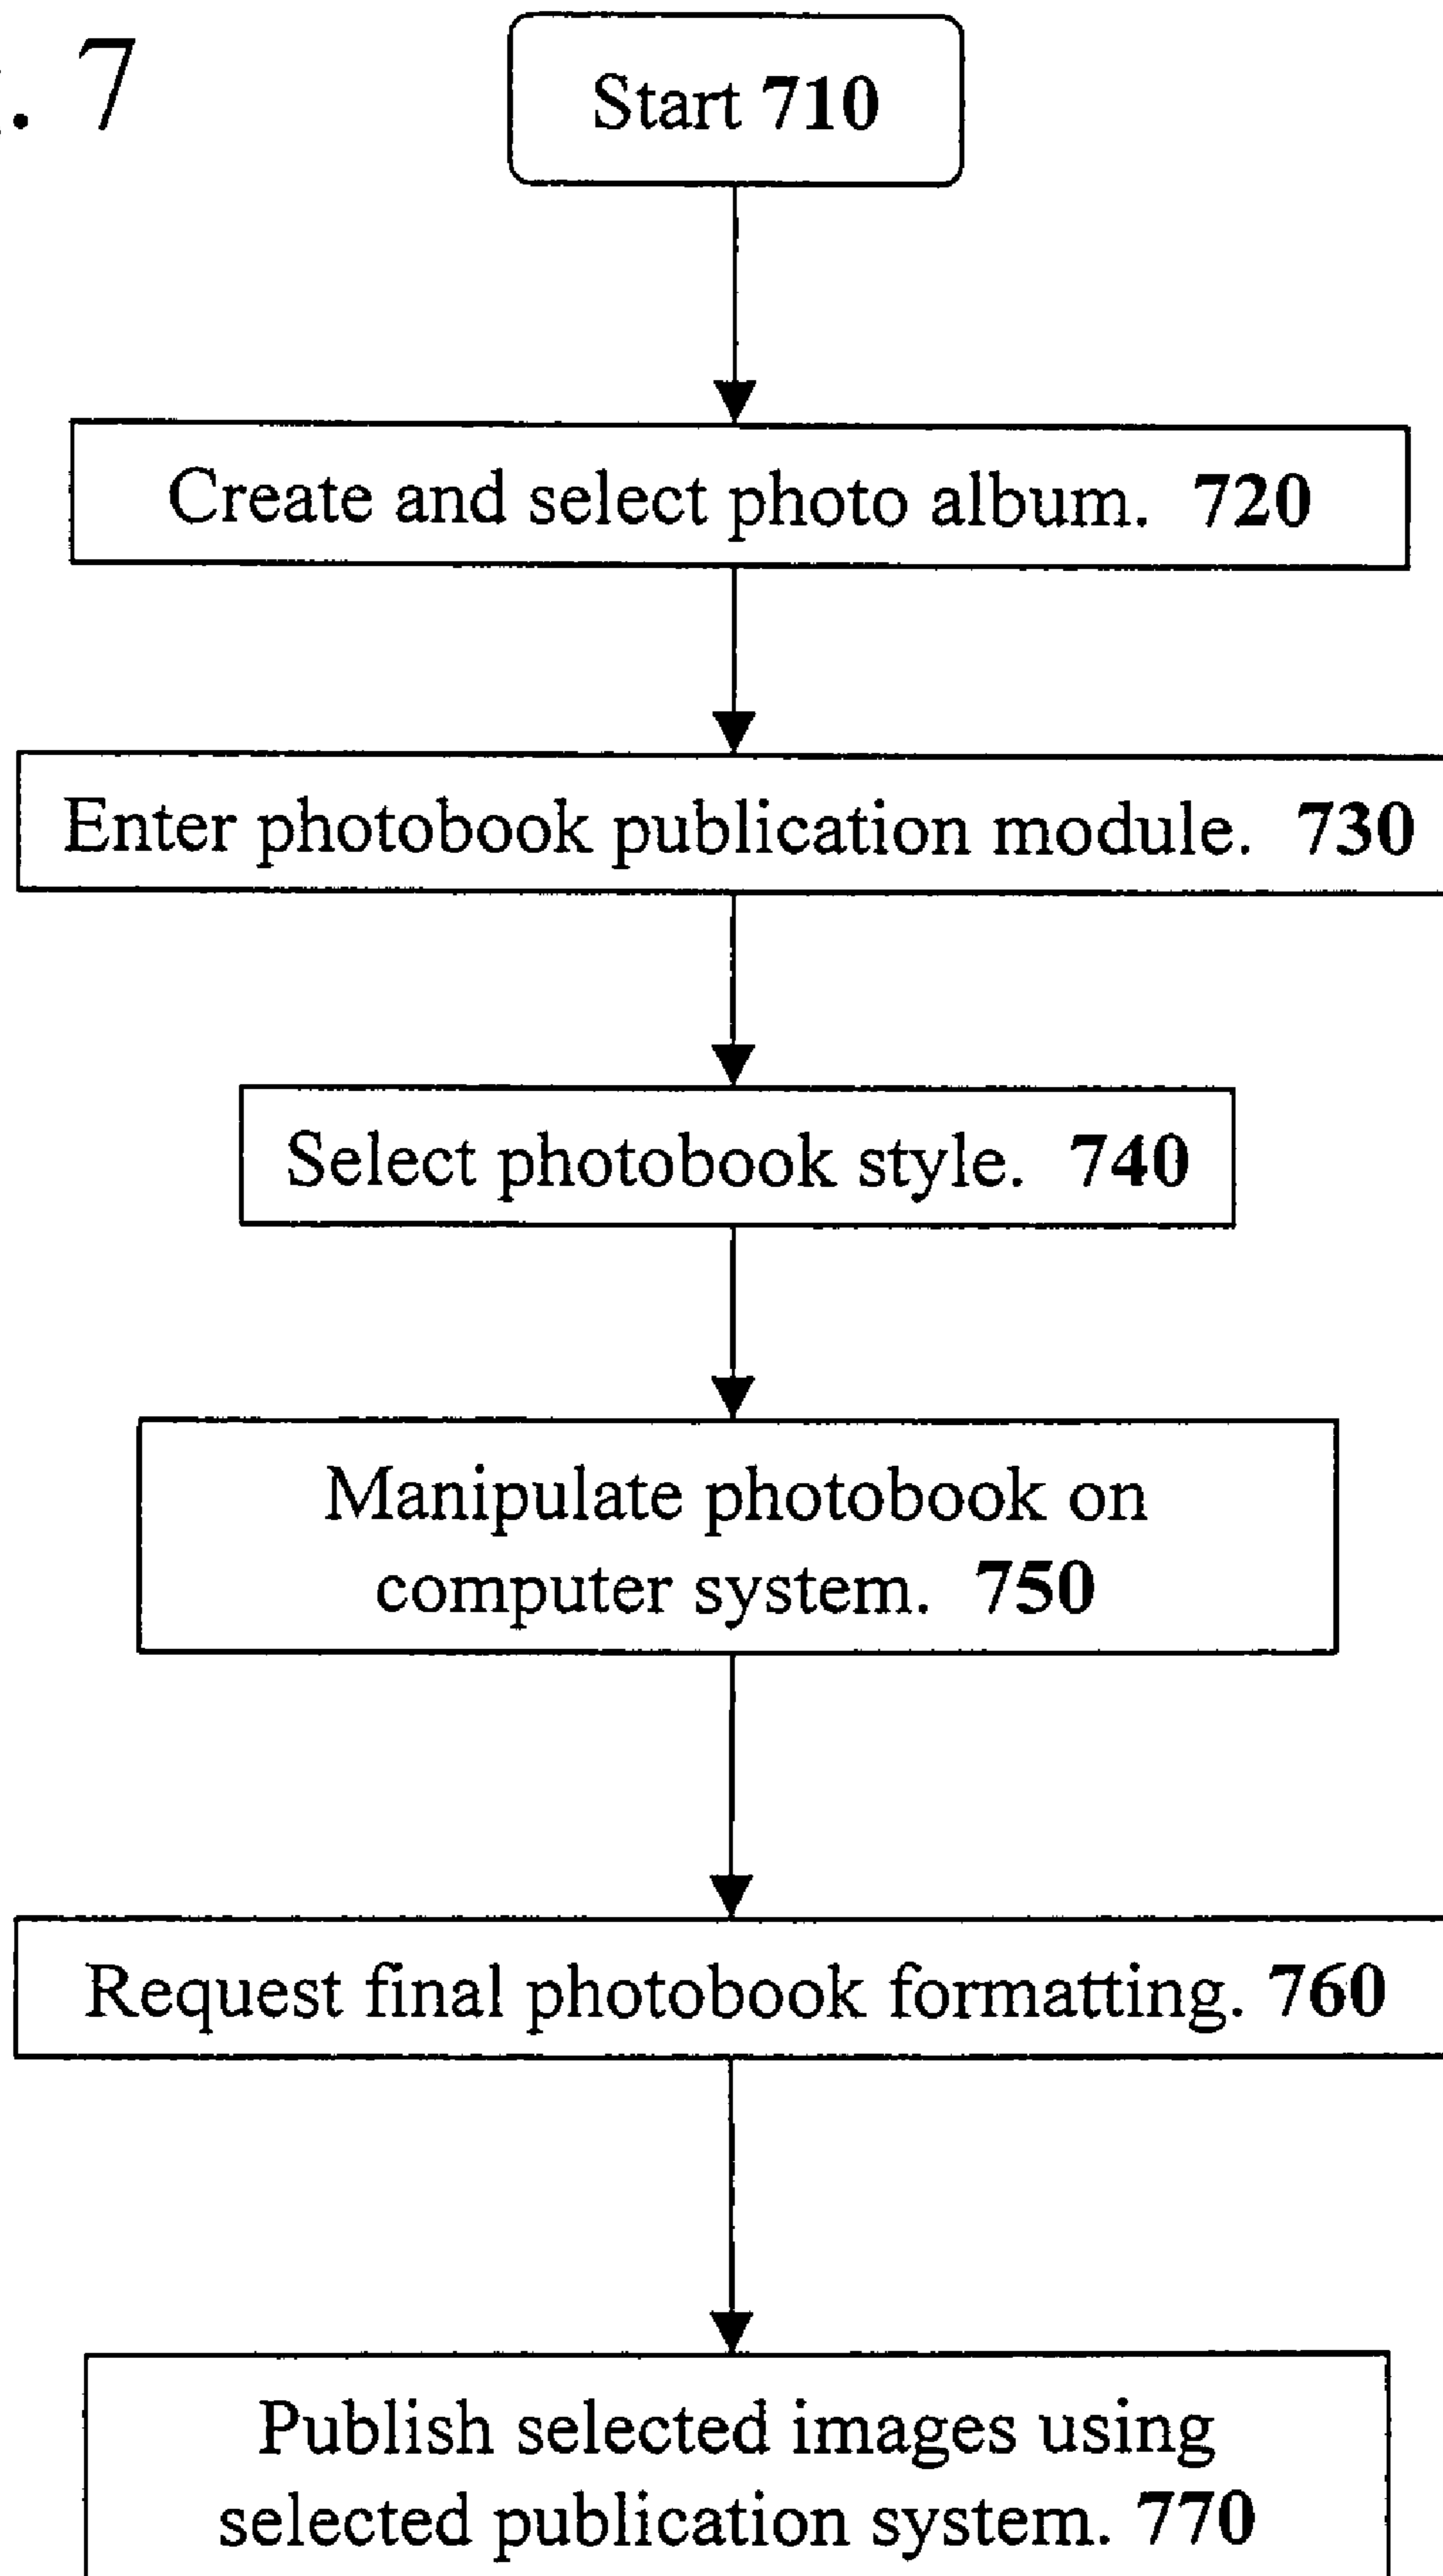 . 7
Start 710
Create and select photo album. 720
Enter photobook publication module. 730
Select photobook style. 740
Manipulate photobook on
computer system. 750
Request final photobook formatting. 760
Publish selected images using
selected publication system. 770